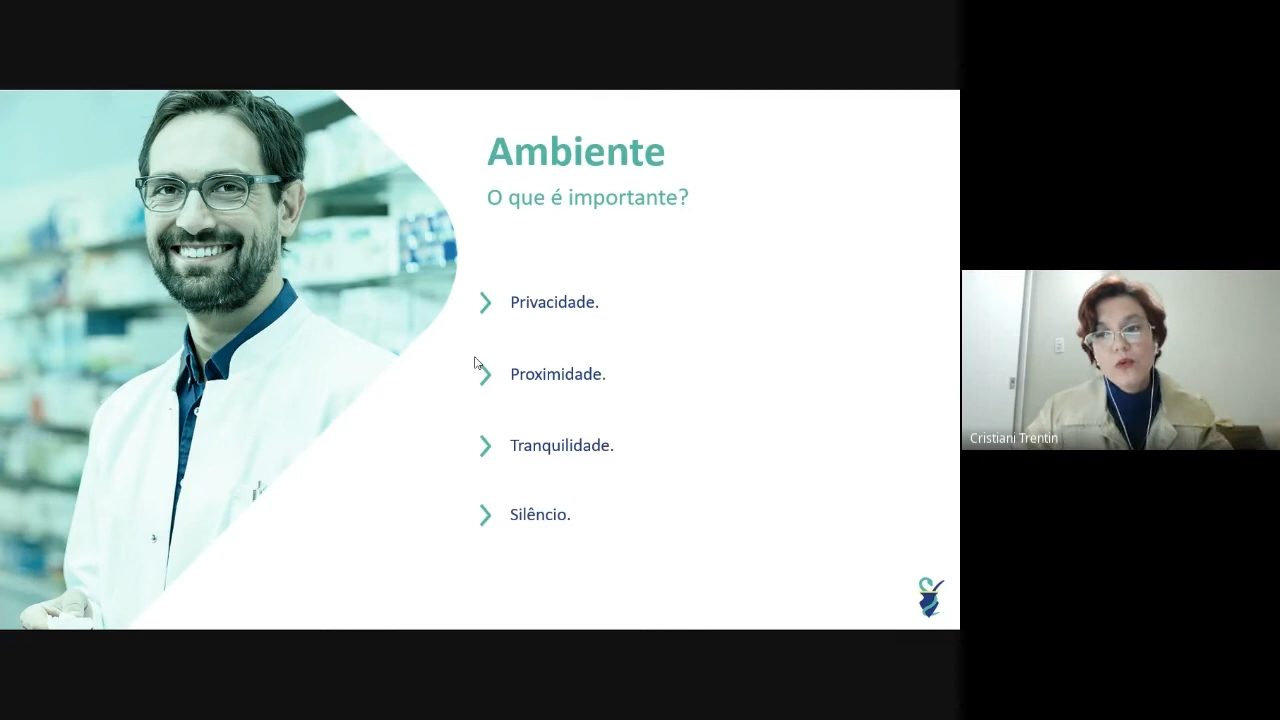 Ambiente
O que é importante?
Privacidade.
Proximidade.
Tranquilidade.
Silêncio.
Cristiani Trentin